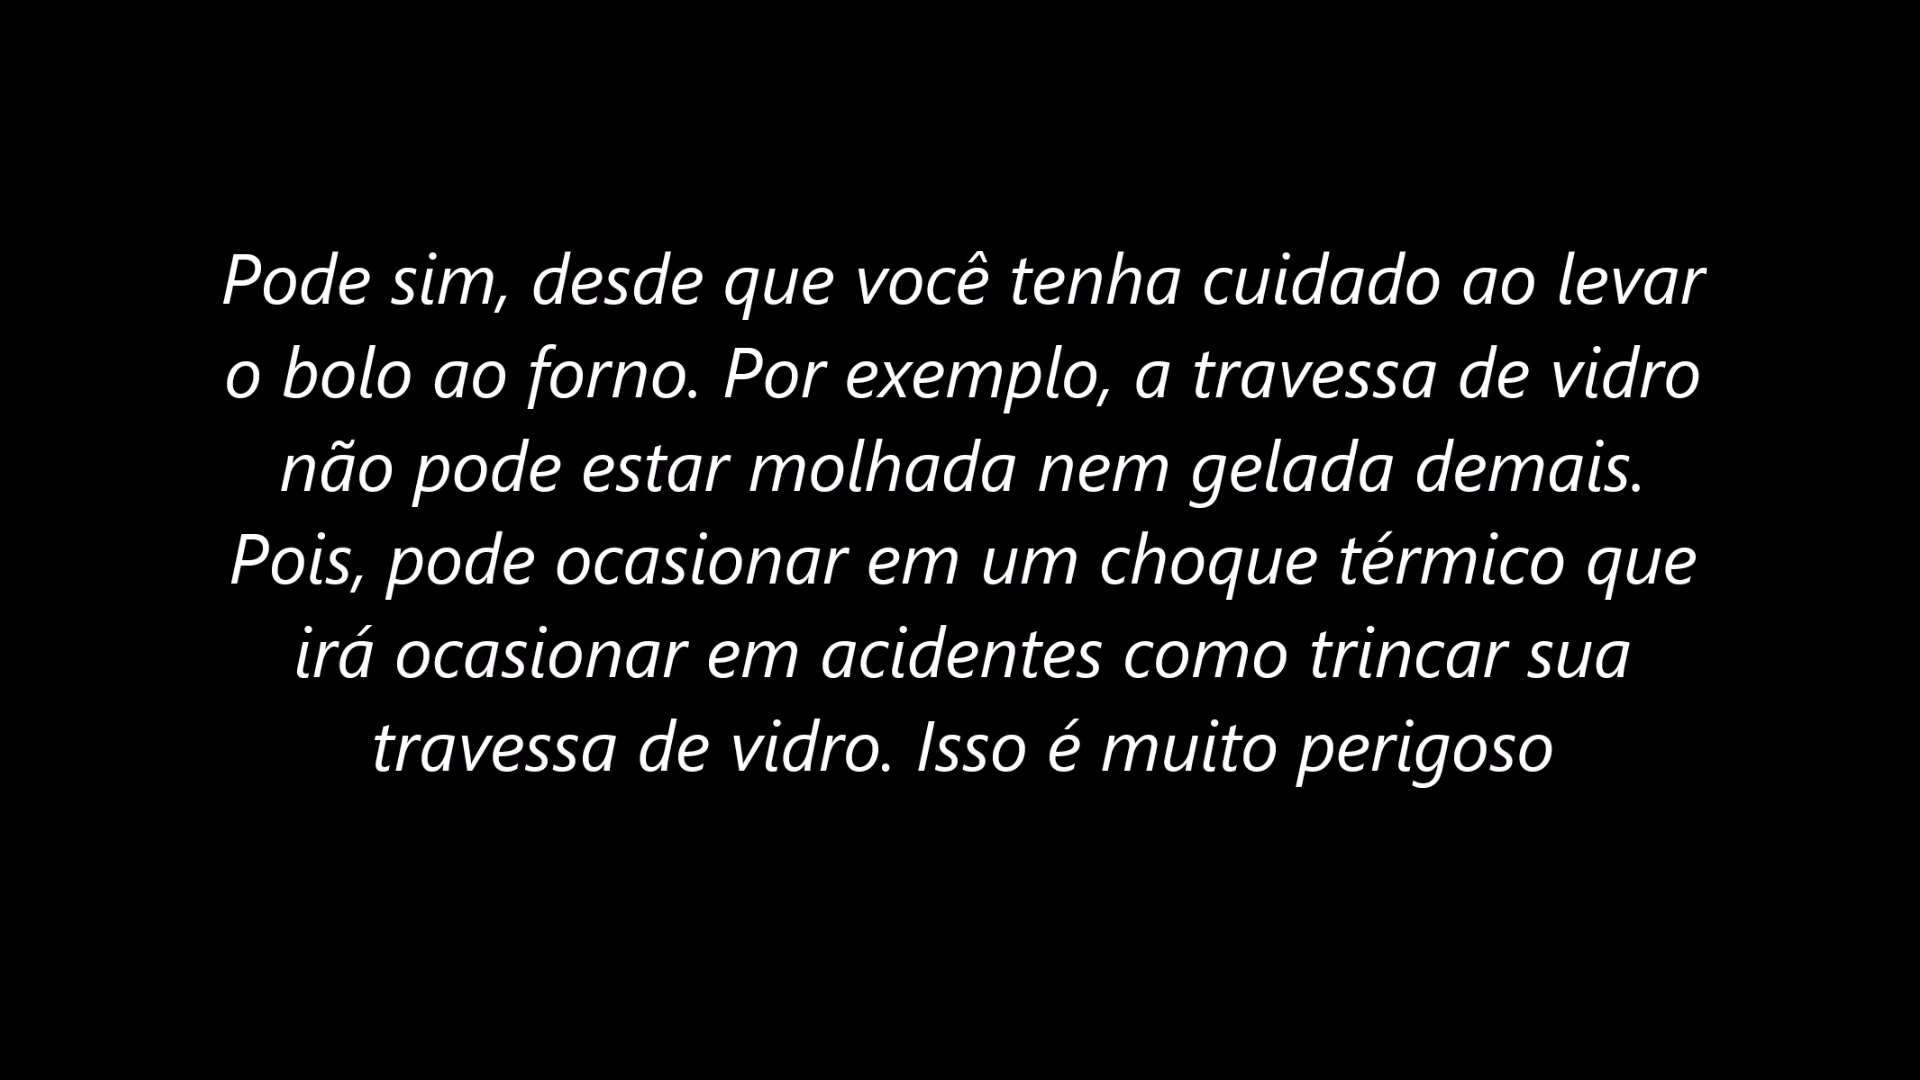 Pode sim, desde que você tenha cuidado ao levar
o bolo ao forno. Por exemplo, a travessa de vidro
não pode estar molhada nem gelada demais.
Pois, pode ocasionar em um choque térmico que
irá ocasionar em acidentes como trincar sua
travessa de vidro. Isso é muito perigoso